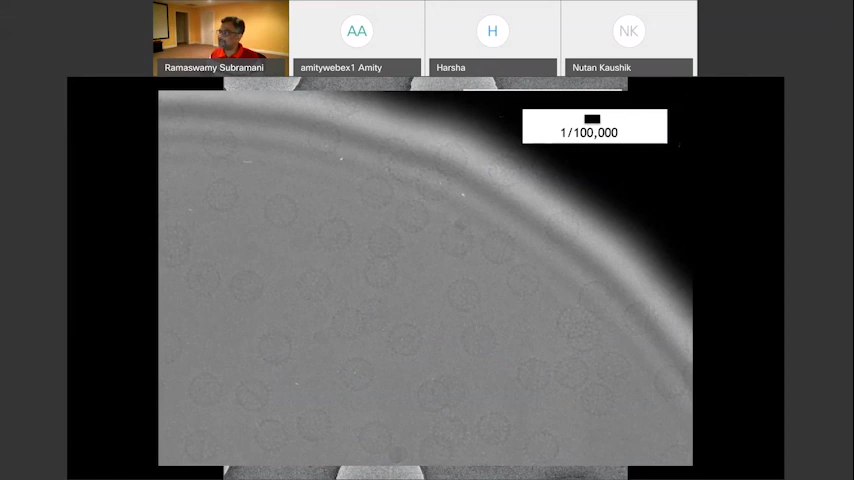 AA
H
NK
Ramaswamy Subramani
amitywebex1 Amity
Harsha
Nutan Kaushik
1/100,000